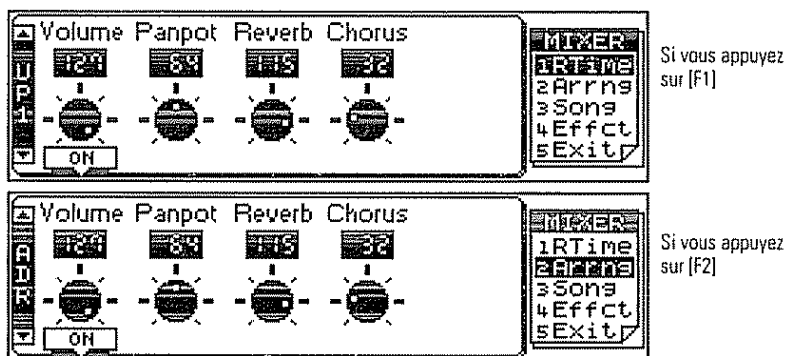 Volume Panpot Reverb Chorus
127 64 115 32
UP1
ON
MIXER
1RTime
2Arrng
3Song
4Effct
5Exit
Si vous appuyez
sur [F1]
Volume Panpot Reverb Chorus
127 64 115 32
ADR
ON
MIXER
1RTime
2Arrng
3Song
4Effct
5Exit
Si vous appuyez
sur [F2]